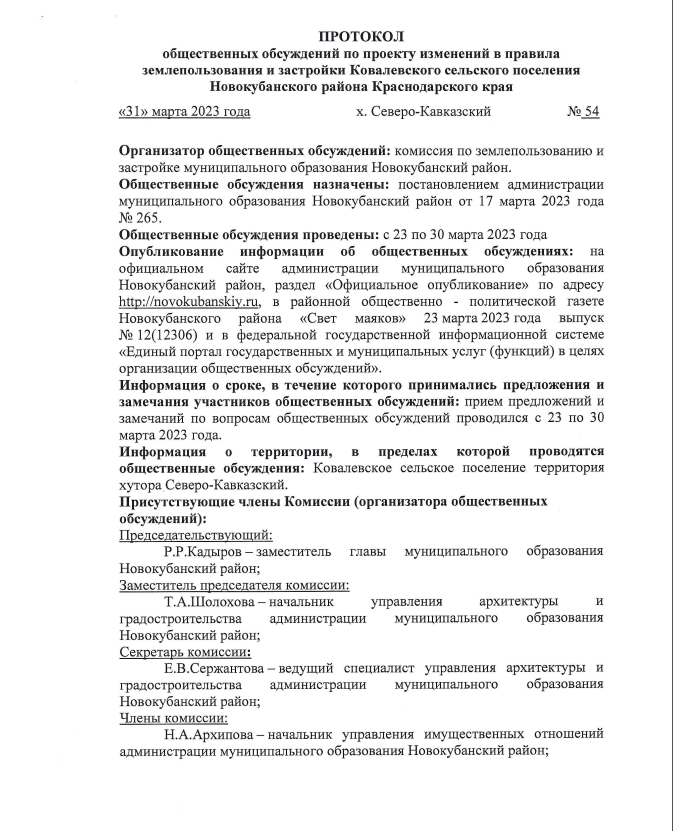 ПРОТОКОЛ
общественных обсуждений по проекту изменений в правила
землепользования и застройки Ковалевского сельского поселения
Новокубанского района Краснодарского края
«31» марта 2023 года х. Северо-Кавказский № 54
Организатор общественных обсуждений: комиссия по землепользованию и
застройке муниципального образования Новокубанский район.
Общественные обсуждения назначены: постановлением администрации
муниципального образования Новокубанский район от 17 марта 2023 года
№ 265.
Общественные обсуждения проведены: с 23 по 30 марта 2023 года
Опубликование информации об общественных обсуждениях: на
официальном сайте администрации муниципального образования
Новокубанский район, раздел «Официальное опубликование» по адресу
http://novokubanskiy.ru, в районной общественно - политической газете
Новокубанского района «Свет маяков» 23 марта 2023 года выпуск
№ 12(12306) и в федеральной государственной информационной системе
«Единый портал государственных и муниципальных услуг (функций) в целях
организации общественных обсуждений».
Информация о сроке, в течение которого принимались предложения и
замечания участников общественных обсуждений: прием предложений и
замечаний по вопросам общественных обсуждений проводился с 23 по 30
марта 2023 года.
Информация о территории, в пределах которой проводятся
общественные обсуждения: Ковалевское сельское поселение территория
хутора Северо-Кавказский.
Присутствующие члены Комиссии (организатора общественных
обсуждений):
Председательствующий:
Р.Р.Кадыров – заместитель главы муниципального образования
Новокубанский район;
Заместитель председателя комиссии:
Т.А.Шолохова – начальник управления архитектуры и
градостроительства администрации муниципального образования
Новокубанский район;
Секретарь комиссии:
Е.В.Сержантова – ведущий специалист управления архитектуры и
градостроительства администрации муниципального образования
Новокубанский район;
Члены комиссии:
Н.А.Архипова – начальник управления имущественных отношений
администрации муниципального образования Новокубанский район;